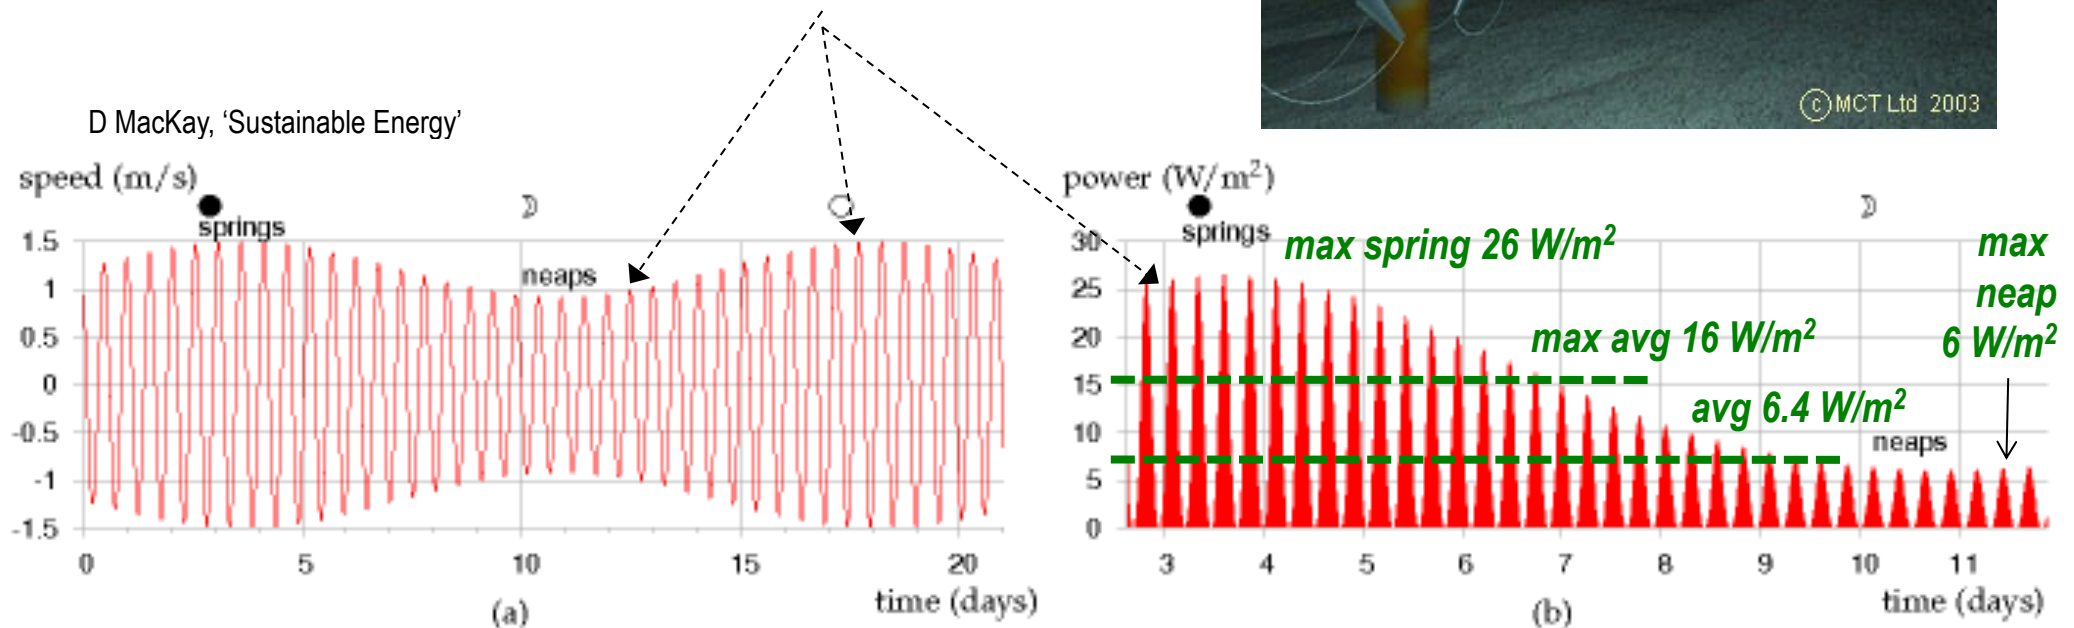 ©MCT Ltd 2003
D MacKay, ‘Sustainable Energy’
speed (m/s)
springs
neaps
1.5
1
0.5
0
-0.5
-1
-1.5
0 5 10 15 20
time (days)
(a)
power (W/m²)
springs
max spring 26 W/m²
max
neap
6 W/m²
max avg 16 W/m²
avg 6.4 W/m²
neaps
30
25
20
15
10
5
0
3 4 5 6 7 8 9 10 11
time (days)
(b)